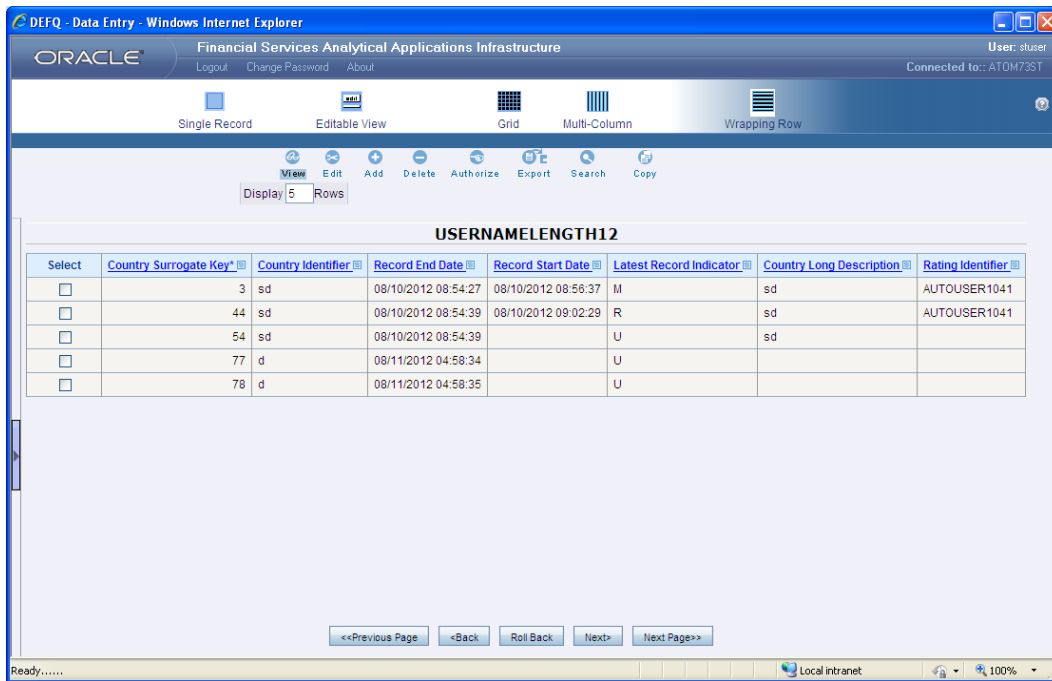 DEFQ - Data Entry - Windows Internet Explorer
ORACLE
Financial Services Analytical Applications Infrastructure
User: stuser
Logout Change Password About
Connected to:: ATOM73ST
Single Record Editable View Grid Multi-Column Wrapping Row
View Edit Add Delete Authorize Export Search Copy
Display 5 Rows
USERNAMELENGTH12
Select Country Surrogate Key* Country Identifier Record End Date Record Start Date Latest Record Indicator Country Long Description Rating Identifier
3 sd 08/10/2012 08:54:27 08/10/2012 08:56:37 M sd AUTOUSER1041
44 sd 08/10/2012 08:54:39 08/10/2012 09:02:29 R sd AUTOUSER1041
54 sd 08/10/2012 08:54:39 U sd
77 d 08/11/2012 04:58:34 U
78 d 08/11/2012 04:58:35 U
<<Previous Page <Back Roll Back Next> Next Page>>
Ready...... Local intranet 100%